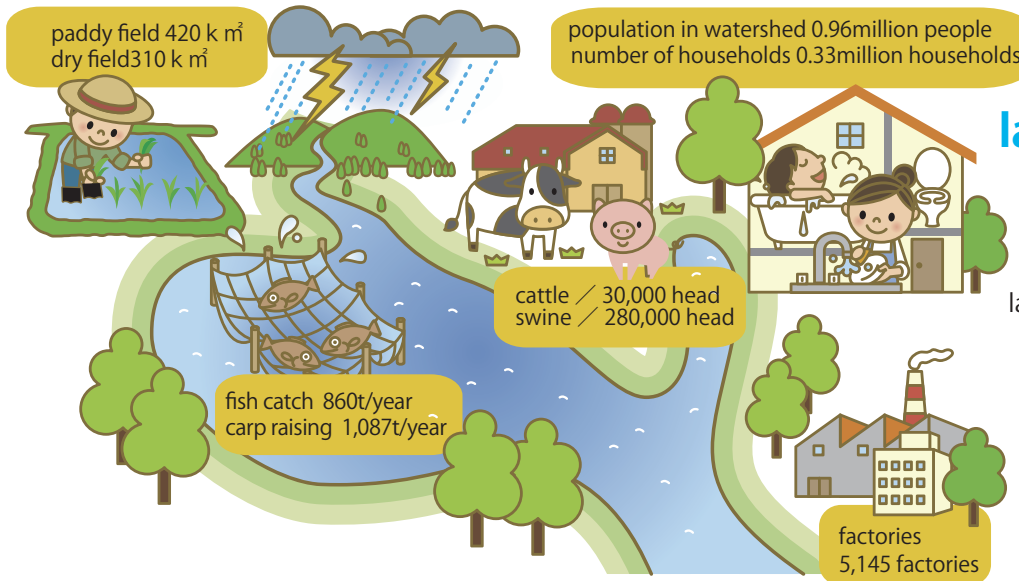 paddy field 420 k ㎡
dry field310 k ㎡
population in watershed 0.96million people
number of households 0.33million households
la
cattle ／ 30,000 head
swine ／ 280,000 head
la
fish catch 860t/year
carp raising 1,087t/year
factories
5,145 factories